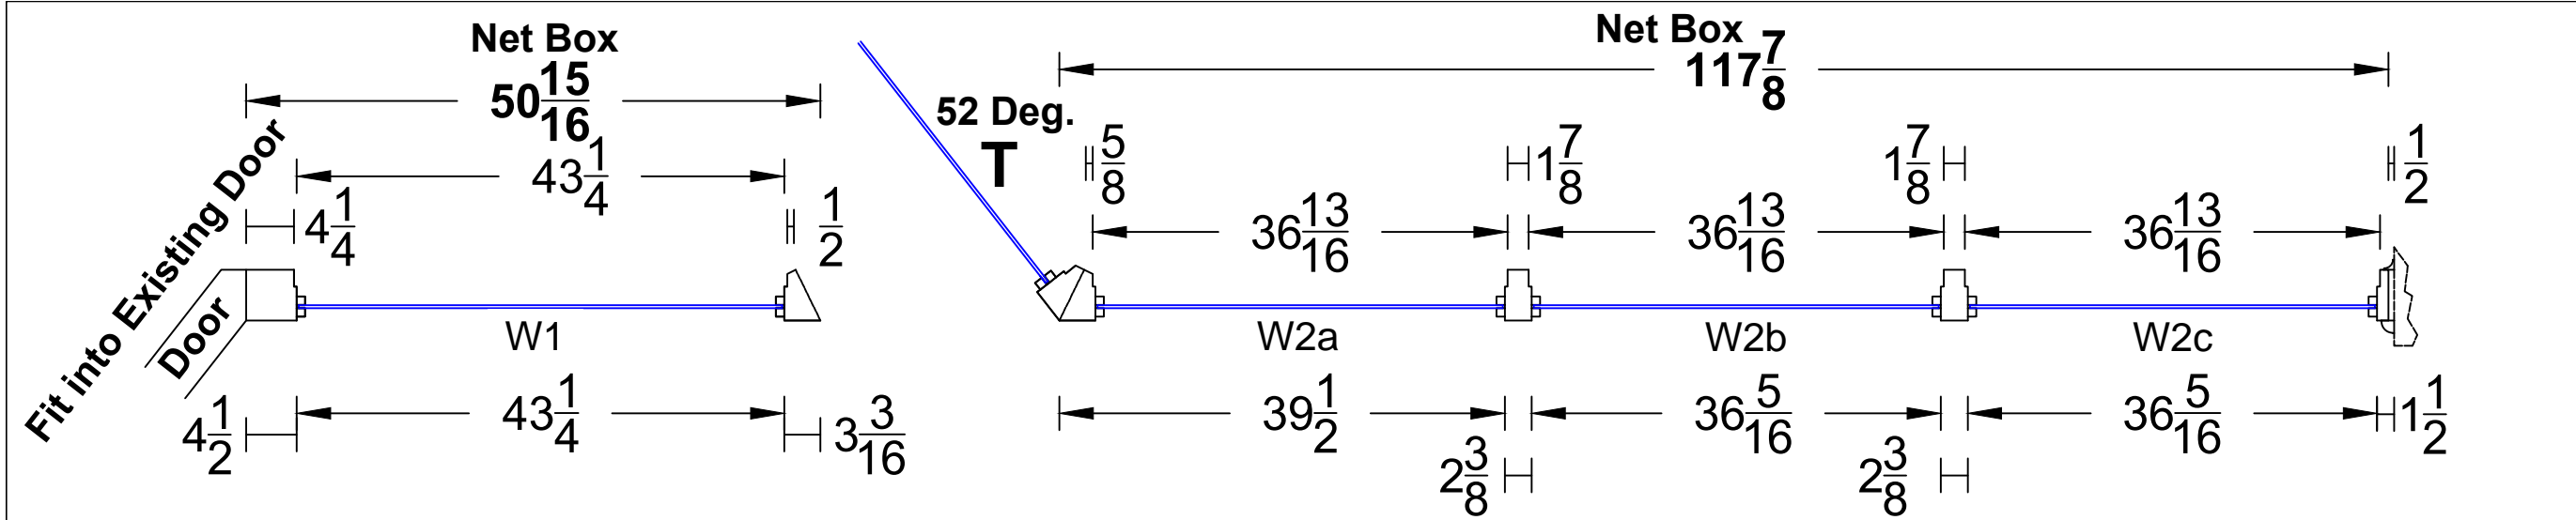 Net Box
50 15/16
43 1/4
4 1/4
1/2
Fit into Existing Door
Door
W1
4 1/2
43 1/4
3 3/16
52 Deg.
T
Net Box
117 7/8
5/8
1 7/8
1 7/8
1/2
36 13/16
36 13/16
36 13/16
W2a
W2b
W2c
39 1/2
36 5/16
36 5/16
1 1/2
2 3/8
2 3/8